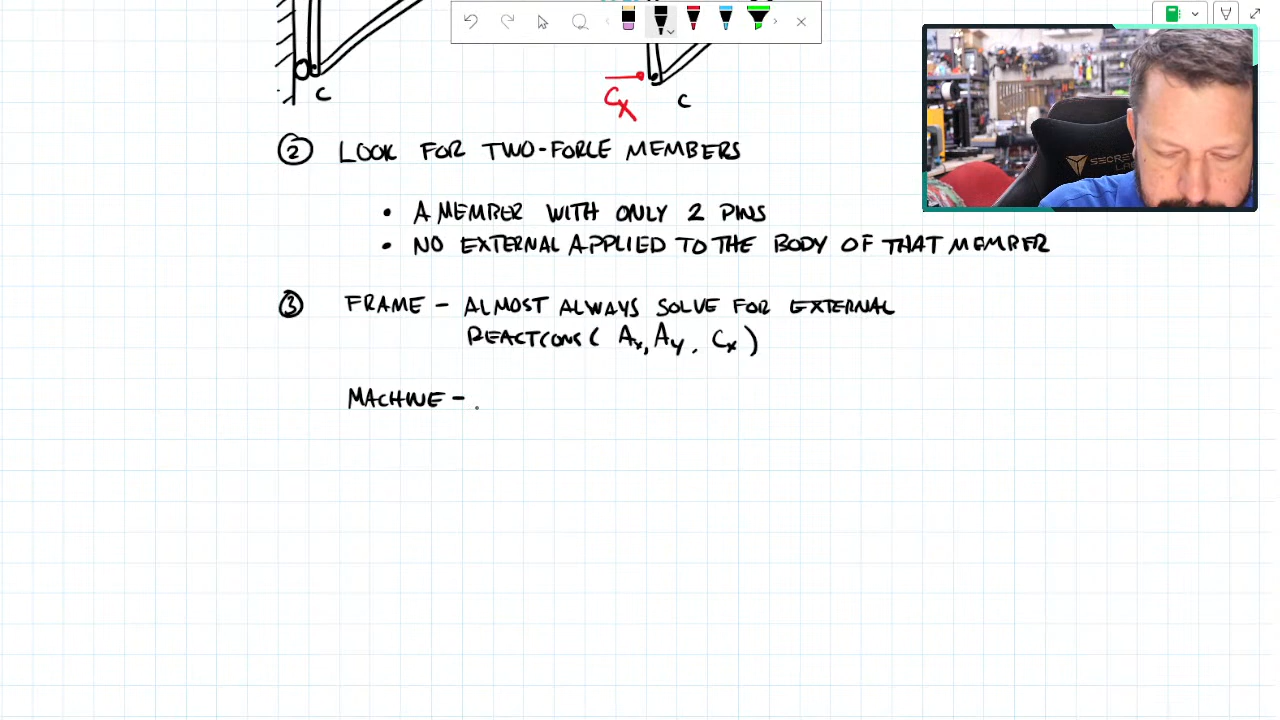 C
Cx
C
② LOOK FOR TWO-FORCE MEMBERS
• A MEMBER WITH ONLY 2 PINS
• NO EXTERNAL APPLIED TO THE BODY OF THAT MEMBER
③ FRAME - ALMOST ALWAYS SOLVE FOR EXTERNAL
REACTIONS ( Ax, Ay, Cx )
MACHINE -